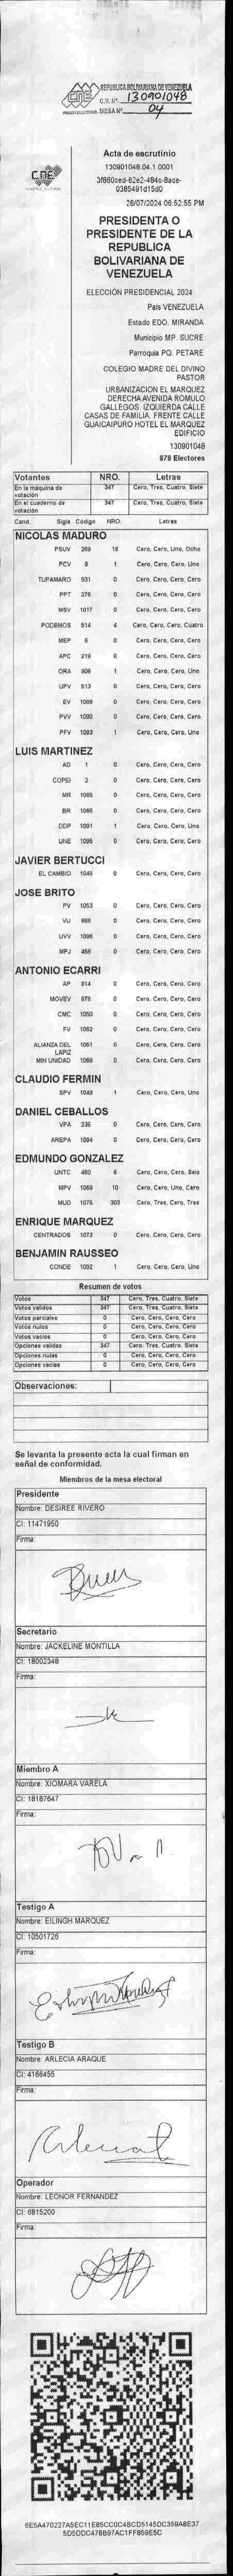 REPUBLICA BOLIVARIANA DE VENEZUELA
CNE
C.V. Nº. 130901048
MESA Nº. 04
PODER ELECTORAL
CNE
Acta de escrutinio
130901048.04.1.0001
0385491d15d0
28/07/2024 06:52:55 PM
PRESIDENTA O
PRESIDENTE DE LA
REPUBLICA
BOLIVARIANA DE
VENEZUELA
ELECCIÓN PRESIDENCIAL 2024
País VENEZUELA
Estado EDO. MIRANDA
Municipio MP. SUCRE
Parroquia PQ. PETARE
COLEGIO MADRE DEL DIVINO
PASTOR
URBANIZACION EL MARQUEZ
DERECHA AVENIDA ROMULO
GALLEGOS. IZQUIERDA CALLE
CASAS DE FAMILIA. FRENTE CALLE
GUAICAIPURO HOTEL EL MARQUEZ
EDIFICIO
130901048
878 Electores
Votantes NRO. Letras
En la máquina de votación 347 Cero, Tres, Cuatro, Siete
En el cuaderno de votación 347 Cero, Tres, Cuatro, Siete
Cand. Sigla Código NRO. Letras
NICOLAS MADURO
PSUV 269 18 Cero, Cero, Uno, Ocho
PCV 9 1 Cero, Cero, Cero, Uno
TUPAMARO 931 0 Cero, Cero, Cero, Cero
PPT 276 0 Cero, Cero, Cero, Cero
MSV 1017 0 Cero, Cero, Cero, Cero
PODEMOS 514 4 Cero, Cero, Cero, Cuatro
MEP 6 0 Cero, Cero, Cero, Cero
APC 219 0 Cero, Cero, Cero, Cero
ORA 906 1 Cero, Cero, Cero, Uno
UPV 513 0 Cero, Cero, Cero, Cero
EV 1089 0 Cero, Cero, Cero, Cero
PVV 1090 0 Cero, Cero, Cero, Cero
PFV 1093 1 Cero, Cero, Cero, Uno
LUIS MARTINEZ
AD 1 0 Cero, Cero, Cero, Cero
COPEI 2 0 Cero, Cero, Cero, Cero
MR 1065 0 Cero, Cero, Cero, Cero
BR 1066 0 Cero, Cero, Cero, Cero
DDP 1091 1 Cero, Cero, Cero, Uno
UNE 1095 0 Cero, Cero, Cero, Cero
JAVIER BERTUCCI
EL CAMBIO 1048 0 Cero, Cero, Cero, Cero
JOSE BRITO
PV 1053 0 Cero, Cero, Cero, Cero
VU 868 0 Cero, Cero, Cero, Cero
UVV 1096 0 Cero, Cero, Cero, Cero
MPJ 458 0 Cero, Cero, Cero, Cero
ANTONIO ECARRI
AP 814 0 Cero, Cero, Cero, Cero
MOVEV 878 0 Cero, Cero, Cero, Cero
CMC 1050 0 Cero, Cero, Cero, Cero
FV 1062 0 Cero, Cero, Cero, Cero
ALIANZA DEL LAPIZ 1061 0 Cero, Cero, Cero, Cero
MIN UNIDAD 1068 0 Cero, Cero, Cero, Cero
CLAUDIO FERMIN
SPV 1049 1 Cero, Cero, Cero, Uno
DANIEL CEBALLOS
VPA 236 0 Cero, Cero, Cero, Cero
AREPA 1094 0 Cero, Cero, Cero, Cero
EDMUNDO GONZALEZ
UNTC 460 6 Cero, Cero, Cero, Seis
MPV 1069 10 Cero, Cero, Uno, Cero
MUD 1075 303 Cero, Tres, Cero, Tres
ENRIQUE MARQUEZ
CENTRADOS 1073 0 Cero, Cero, Cero, Cero
BENJAMIN RAUSSEO
CONDE 1092 1 Cero, Cero, Cero, Uno
Resumen de votos
Votos 347 Cero, Tres, Cuatro, Siete
Votos validos 347 Cero, Tres, Cuatro, Siete
Votos parciales 0 Cero, Cero, Cero, Cero
Votos nulos 0 Cero, Cero, Cero, Cero
Votos vacios 0 Cero, Cero, Cero, Cero
Opciones validas 347 Cero, Tres, Cuatro, Siete
Opciones nulas 0 Cero, Cero, Cero, Cero
Opciones vacias 0 Cero, Cero, Cero, Cero
Observaciones:
Se levanta la presente acta la cual firman en
señal de conformidad.
Miembros de la mesa electoral
Presidente
Nombre: DESIREE RIVERO
CI: 11471950
Firma:
Secretario
Nombre: JACKELINE MONTILLA
CI: 18002348
Firma:
Miembro A
Nombre: XIOMARA VARELA
CI: 18187647
Firma:
Testigo A
Nombre: EILINGH MARQUEZ
CI: 10501726
Firma:
Testigo B
Nombre: ARLECIA ARAQUE
CI: 4166455
Firma:
Operador
Nombre: LEONOR FERNANDEZ
CI: 6815200
Firma:
6E5A470227A5EC11E85CC0C48CD5145DC359A8E37
5D5DDC478B97AC1FF859E5C